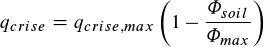 q_{crise} = q_{crise,max} \left( 1 - \frac{\Phi_{soil}}{\Phi_{max}} \right)